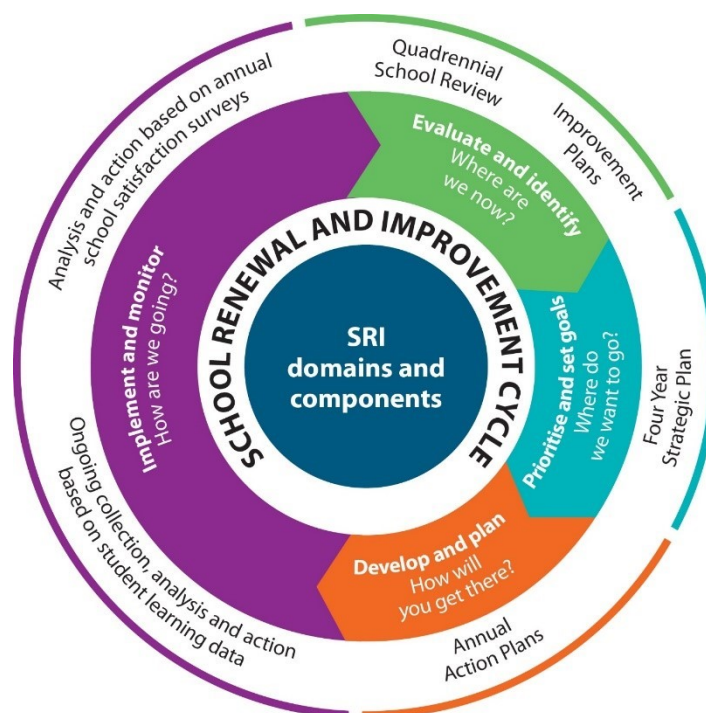 SRI
domains and
components
SCHOOL RENEWAL AND IMPROVEMENT CYCLE
Evaluate and identify
Where are
we now?
Quadrennial
School Review
Improvement
Plans
Prioritise and set goals
Where do
we want to go?
Four Year
Strategic Plan
Develop and plan
How will
you get there?
Annual
Action Plans
Implement and monitor
How are we going?
Ongoing collection, analysis and action
based on student learning data
Analysis and action based on annual
school satisfaction surveys